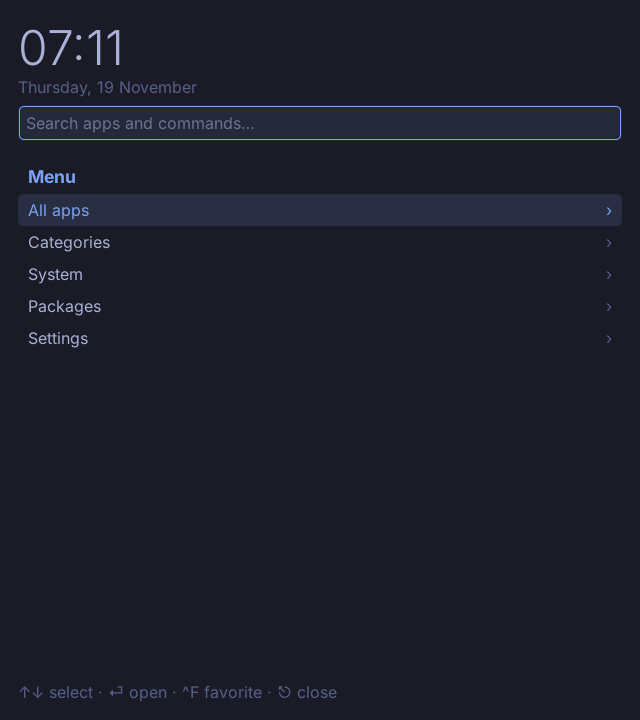 07:11
Thursday, 19 November
Search apps and commands...
Menu
All apps ›
Categories ›
System ›
Packages ›
Settings ›
↑↓ select · ⏎ open · ^F favorite · ⎋ close